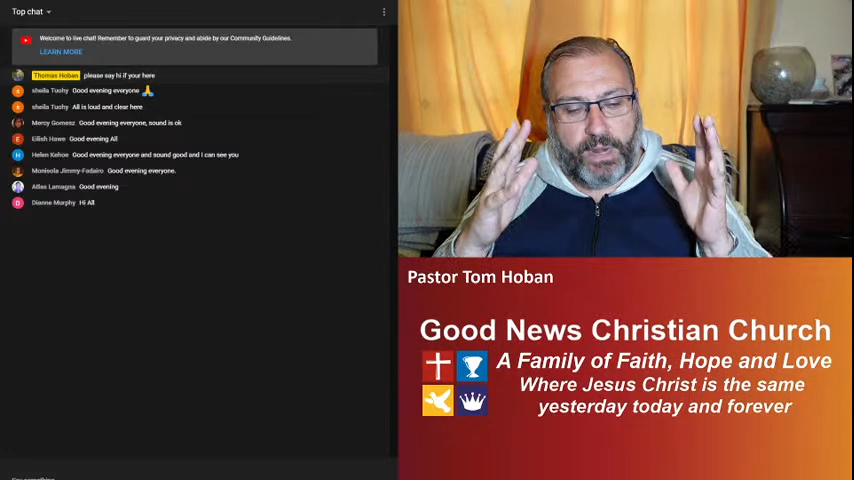 Top chat
Welcome to live chat! Remember to guard your privacy and abide by our Community Guidelines.
LEARN MORE
Thomas Hoban please say hi if your here
sheila Tuohy Good evening everyone
sheila Tuohy All is loud and clear here
Mercy Gomesz Good evening everyone, sound is ok
Eilish Hawe Good evening All
Helen Kehoe Good evening everyone and sound good and I can see you
Monisola Jimmy-Fadairo Good evening everyone.
Atlas Lamagna Good evening
Dianne Murphy Hi All
Pastor Tom Hoban
Good News Christian Church
A Family of Faith, Hope and Love
Where Jesus Christ is the same
yesterday today and forever